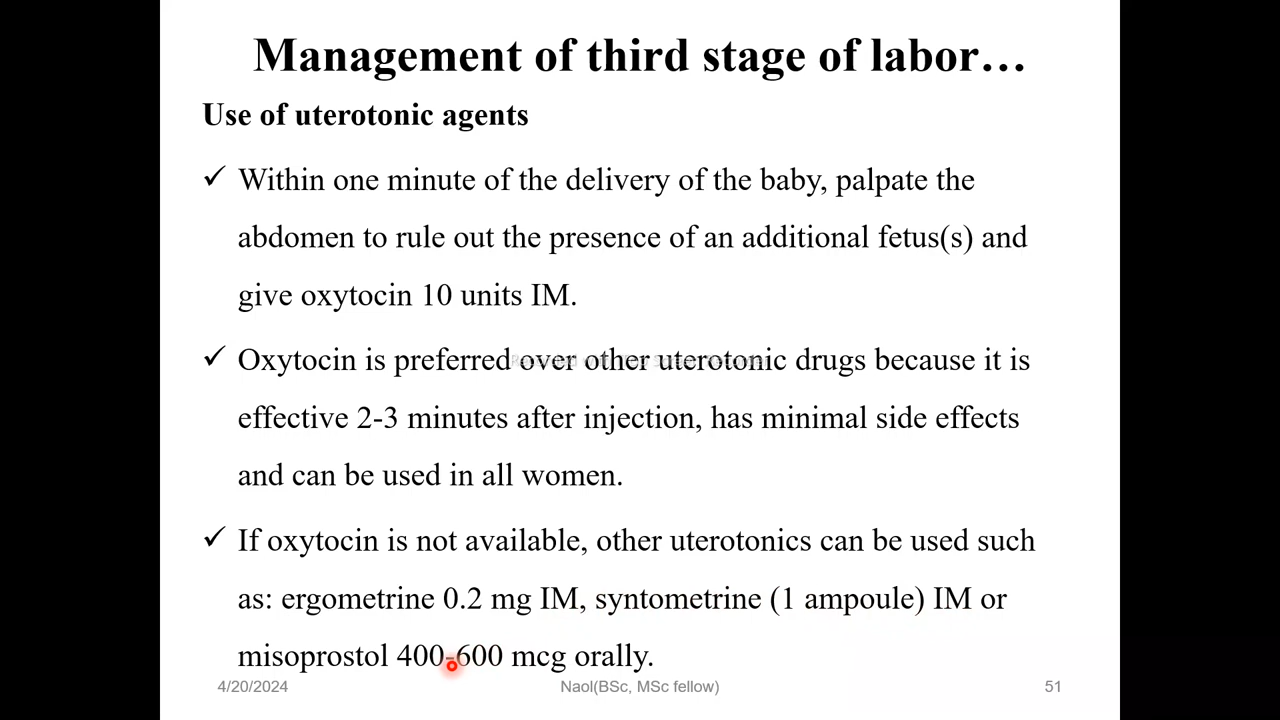 Management of third stage of labor…
Use of uterotonic agents
✓ Within one minute of the delivery of the baby, palpate the
abdomen to rule out the presence of an additional fetus(s) and
give oxytocin 10 units IM.
✓ Oxytocin is preferred over other uterotonic drugs because it is
effective 2-3 minutes after injection, has minimal side effects
and can be used in all women.
✓ If oxytocin is not available, other uterotonics can be used such
as: ergometrine 0.2 mg IM, syntometrine (1 ampoule) IM or
misoprostol 400-600 mcg orally.
4/20/2024 Naol(BSc, MSc fellow) 51